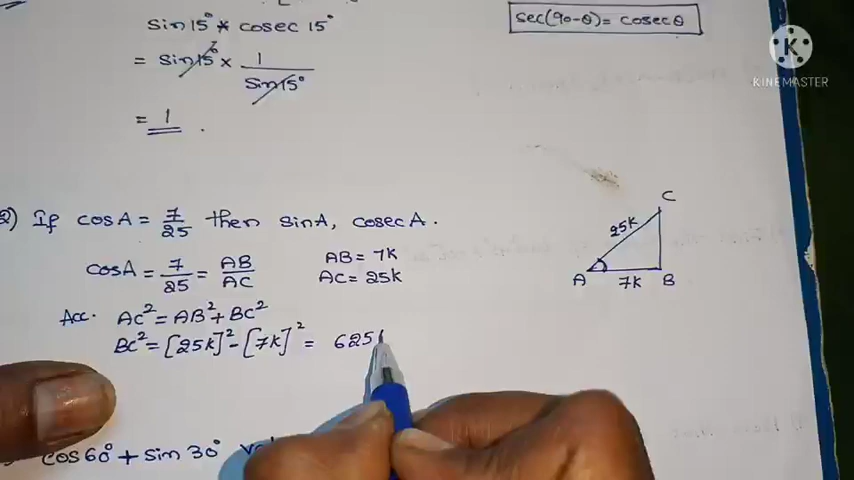 sin15° * cosec 15°
sec(90-θ) = cosecθ
= sin15° × 1/sin15°
K
KINEMASTER
= 1.
2) If cosA = 7/25 then sinA, cosecA.
C
25K
A 7K B
cosA = 7/25 = AB/AC
AB = 7K
AC = 25K
Acc. AC² = AB² + BC²
BC² = [25K]² - [7K]² = 625
cos60° + sin 30°